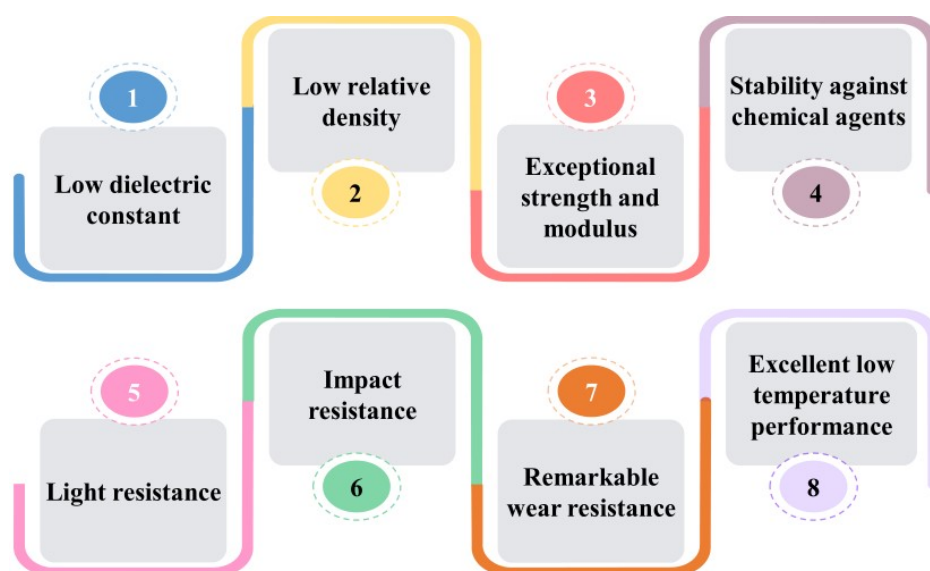 1
Low dielectric
constant
Low relative
density
2
3
Exceptional
strength and
modulus
Stability against
chemical agents
4
5
Light resistance
Impact
resistance
6
7
Remarkable
wear resistance
Excellent low
temperature
performance
8